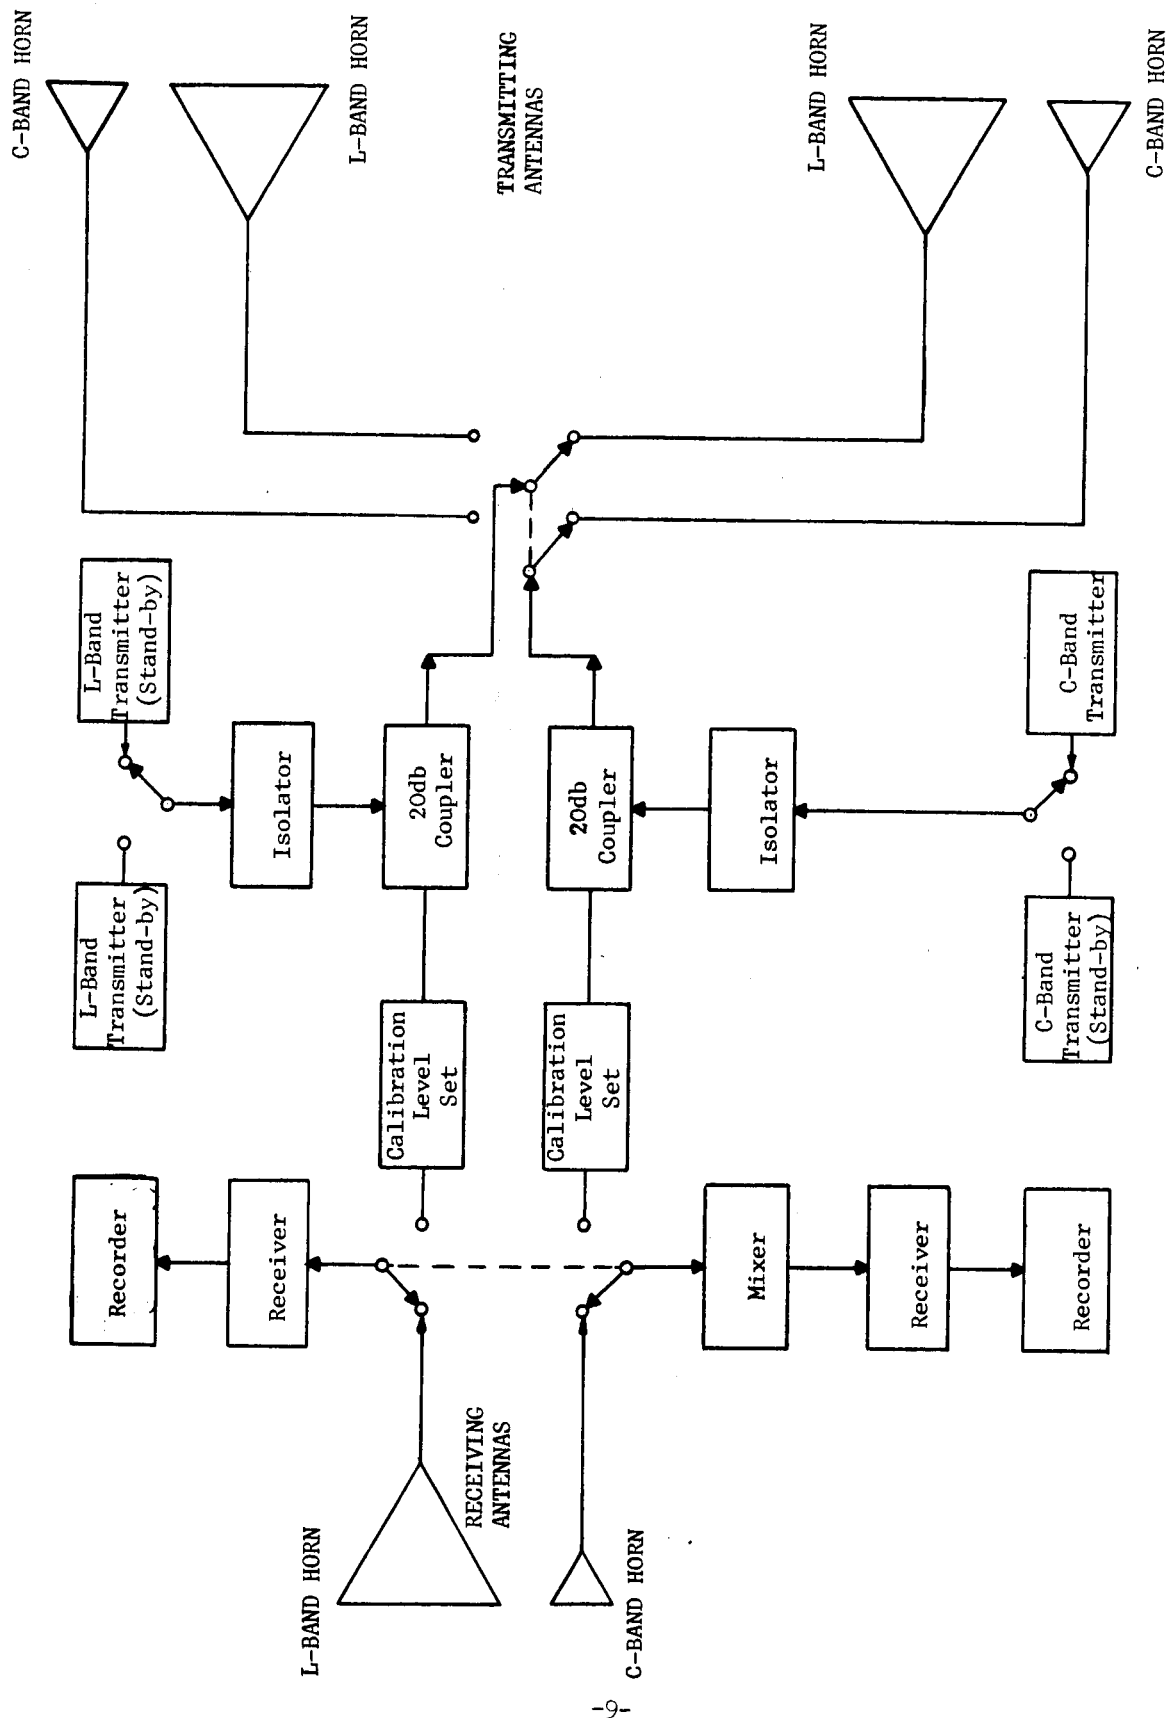 L-BAND HORN
RECEIVING
ANTENNAS
C-BAND HORN
Recorder
Receiver
Mixer
Receiver
Recorder
L-Band
Transmitter
(Stand-by)
Calibration
Level
Set
Calibration
Level
Set
C-Band
Transmitter
(Stand-by)
L-Band
Transmitter
(Stand-by)
Isolator
20db
Coupler
20db
Coupler
Isolator
C-Band
Transmitter
C-BAND HORN
L-BAND HORN
TRANSMITTING
ANTENNAS
L-BAND HORN
C-BAND HORN
-9-